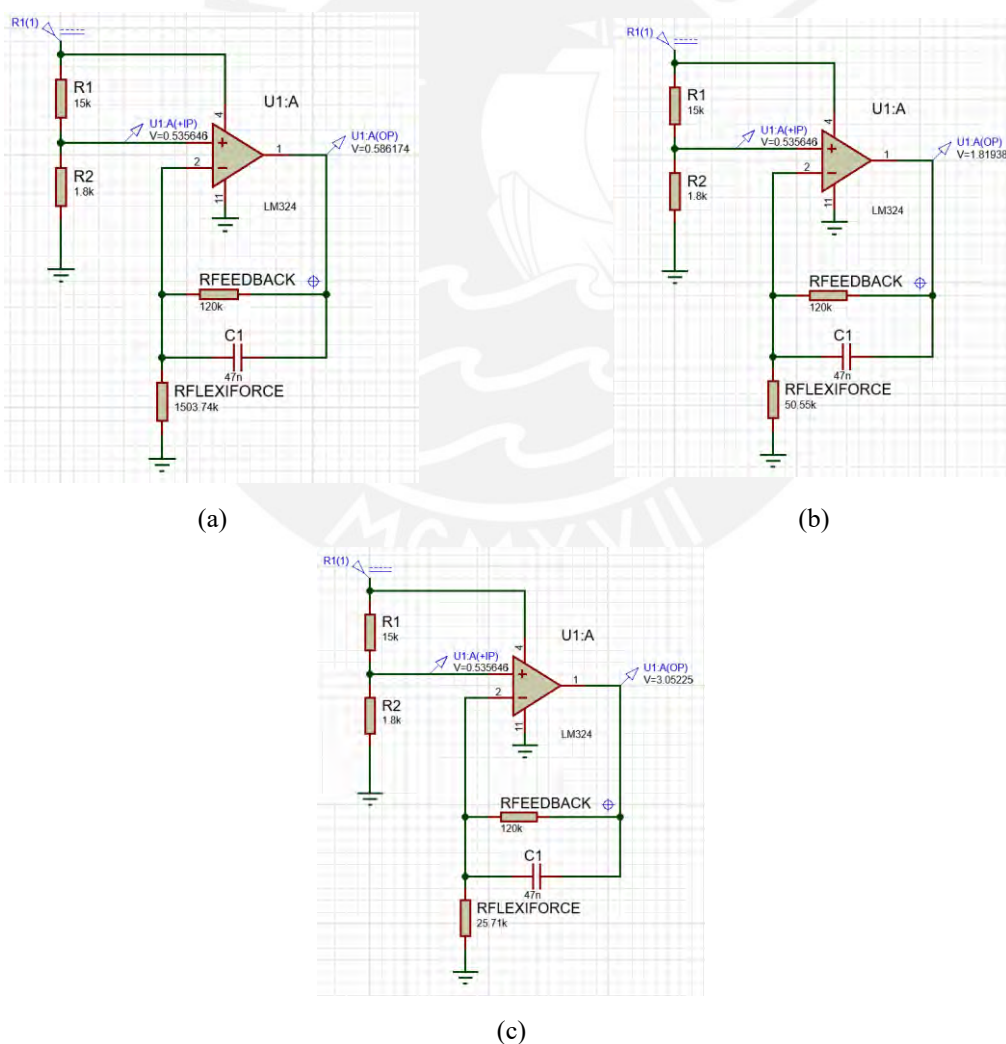 R1(1)
R1
15k
U1:A
U1:A(+IP)
V=0.535646
4
1
2
11
U1:A(OP)
V=0.586174
R2
1.8k
LM324
RFEEDBACK
120k
C1
47n
RFLEXIFORCE
1503.74k
(a)
R1(1)
R1
15k
U1:A
U1:A(+IP)
V=0.535646
4
1
2
11
U1:A(OP)
V=1.81938
R2
1.8k
LM324
RFEEDBACK
120k
C1
47n
RFLEXIFORCE
50.55k
(b)
MCMXVII
R1(1)
R1
15k
U1:A
U1:A(+IP)
V=0.535646
4
1
2
11
U1:A(OP)
V=3.05225
R2
1.8k
LM324
RFEEDBACK
120k
C1
47n
RFLEXIFORCE
25.71k
(c)